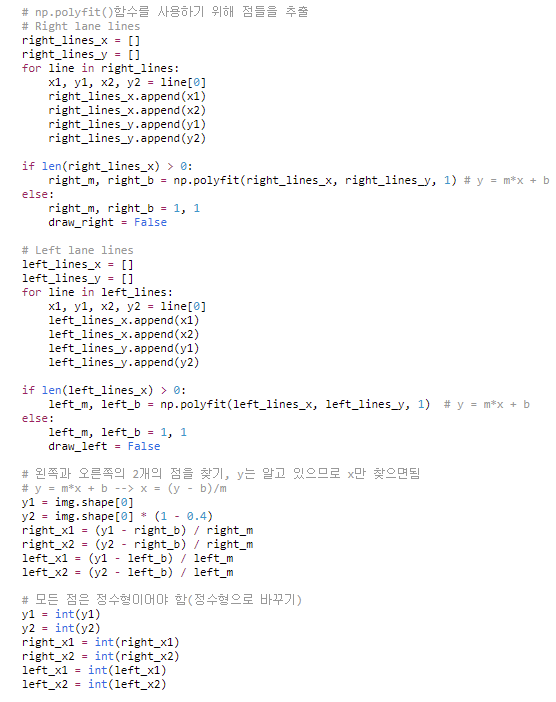 # np.polyfit()함수를 사용하기 위해 점들을 추출
# Right lane lines
right_lines_x = []
right_lines_y = []
for line in right_lines:
    x1, y1, x2, y2 = line[0]
    right_lines_x.append(x1)
    right_lines_x.append(x2)
    right_lines_y.append(y1)
    right_lines_y.append(y2)

if len(right_lines_x) > 0:
    right_m, right_b = np.polyfit(right_lines_x, right_lines_y, 1) # y = m*x + b
else:
    right_m, right_b = 1, 1
    draw_right = False

# Left lane lines
left_lines_x = []
left_lines_y = []
for line in left_lines:
    x1, y1, x2, y2 = line[0]
    left_lines_x.append(x1)
    left_lines_x.append(x2)
    left_lines_y.append(y1)
    left_lines_y.append(y2)

if len(left_lines_x) > 0:
    left_m, left_b = np.polyfit(left_lines_x, left_lines_y, 1)  # y = m*x + b
else:
    left_m, left_b = 1, 1
    draw_left = False

# 왼쪽과 오른쪽의 2개의 점을 찾기, y는 알고 있으므로 x만 찾으면됨
# y = m*x + b --> x = (y - b)/m
y1 = img.shape[0]
y2 = img.shape[0] * (1 - 0.4)
right_x1 = (y1 - right_b) / right_m
right_x2 = (y2 - right_b) / right_m
left_x1 = (y1 - left_b) / left_m
left_x2 = (y2 - left_b) / left_m

# 모든 점은 정수형이어야 함(정수형으로 바꾸기)
y1 = int(y1)
y2 = int(y2)
right_x1 = int(right_x1)
right_x2 = int(right_x2)
left_x1 = int(left_x1)
left_x2 = int(left_x2)